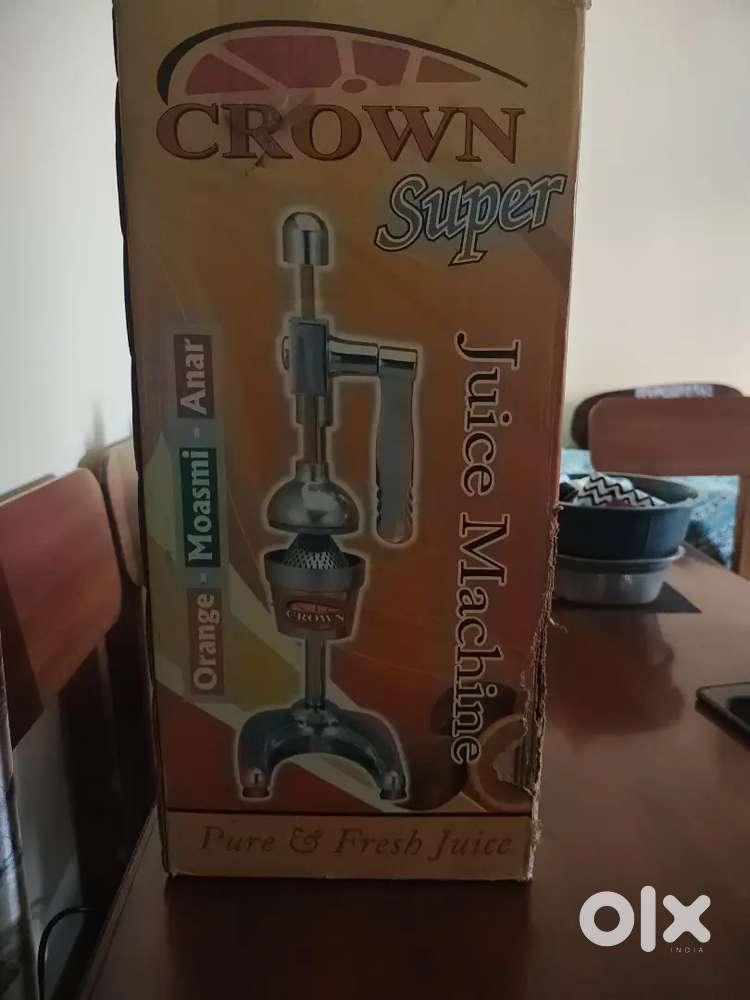 CROWN
Super
Juice Machine
Orange - Moasmi - Anar
CROWN
Pure & Fresh Juice
olx
INDIA